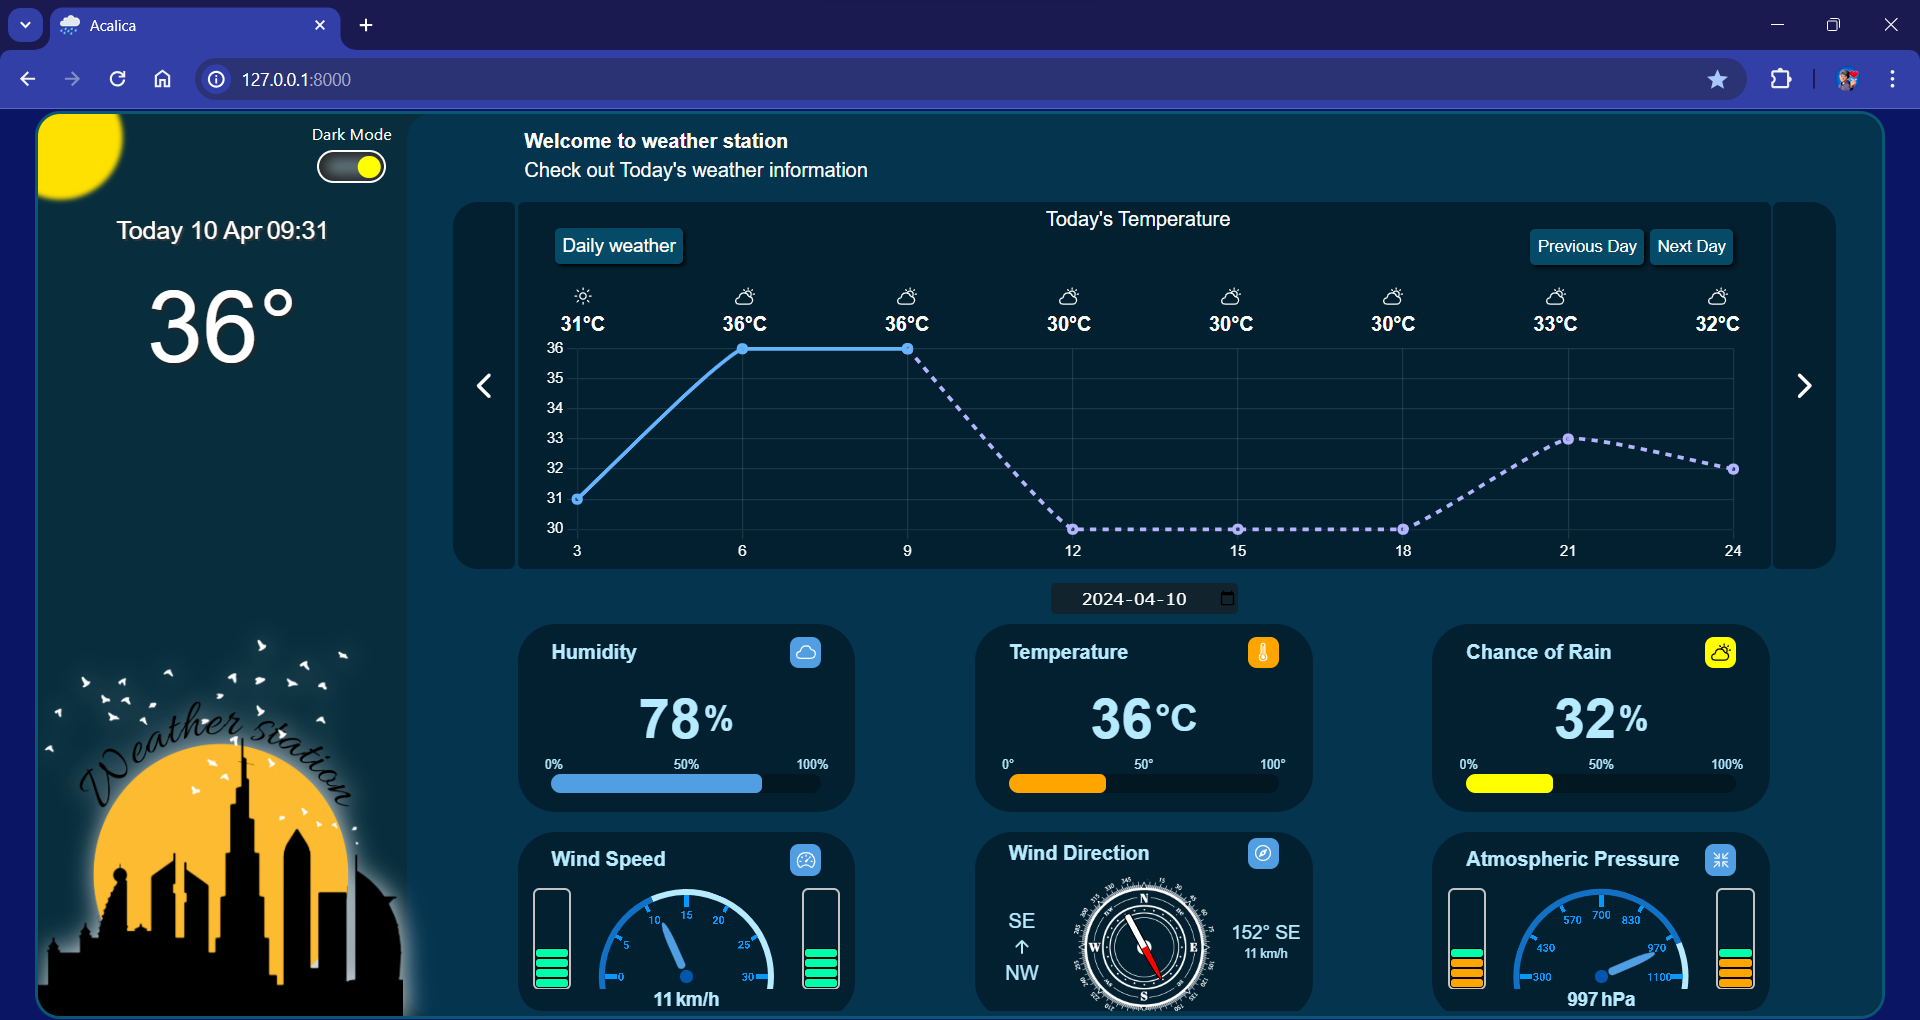 Acalica
127.0.0.1:8000
Dark Mode
Today 10 Apr 09:31
36°
Weather station
Welcome to weather station
Check out Today's weather information
Today's Temperature
Daily weather
Previous Day
Next Day
31°C 36°C 36°C 30°C 30°C 30°C 33°C 32°C
36
35
34
33
32
31
30
3 6 9 12 15 18 21 24
2024-04-10
Humidity
78%
0% 50% 100%
Temperature
36°C
0° 50° 100°
Chance of Rain
32%
0% 50% 100%
Wind Speed
0 5 10 15 20 25 30
11 km/h
Wind Direction
SE
NW
N
W E
S
152° SE
11 km/h
Atmospheric Pressure
300 430 570 700 830 970 1100
997 hPa